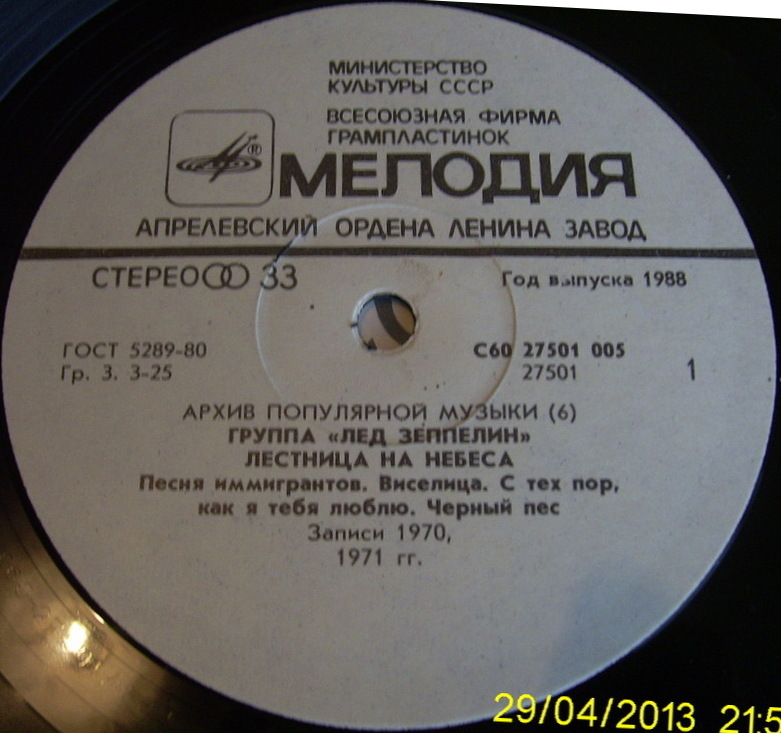 МИНИСТЕРСТВО
КУЛЬТУРЫ СССР
ВСЕСОЮЗНАЯ ФИРМА
ГРАМПЛАСТИНОК
®
МЕЛОДИЯ
АПРЕЛЕВСКИЙ ОРДЕНА ЛЕНИНА ЗАВОД
СТЕРЕО 33
Год выпуска 1988
ГОСТ 5289-80
Гр. 3. 3-25
С60 27501 005
27501
1
АРХИВ ПОПУЛЯРНОЙ МУЗЫКИ (6)
ГРУППА «ЛЕД ЗЕППЕЛИН»
ЛЕСТНИЦА НА НЕБЕСА
Песня иммигрантов. Виселица. С тех пор,
как я тебя люблю. Черный пес
Записи 1970,
1971 гг.
29/04/2013 21:5